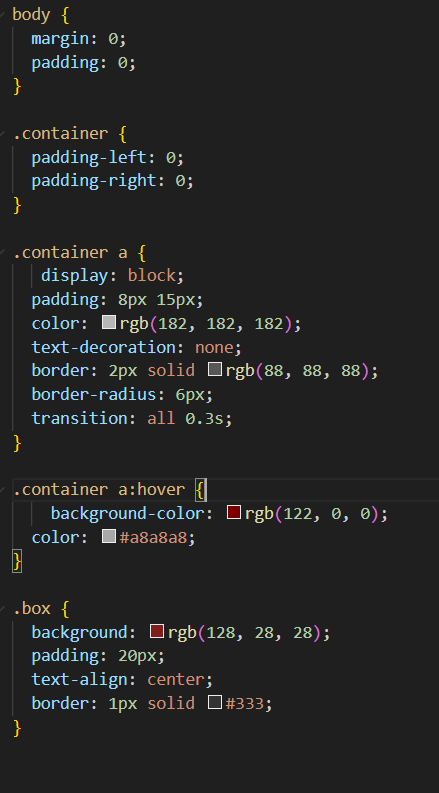 body {
  margin: 0;
  padding: 0;
}

.container {
  padding-left: 0;
  padding-right: 0;
}

.container a {
   display: block;
  padding: 8px 15px;
  color: rgb(182, 182, 182);
  text-decoration: none;
  border: 2px solid rgb(88, 88, 88);
  border-radius: 6px;
  transition: all 0.3s;
}

.container a:hover {
    background-color: rgb(122, 0, 0);
  color: #a8a8a8;
}

.box {
  background: rgb(128, 28, 28);
  padding: 20px;
  text-align: center;
  border: 1px solid #333;
}